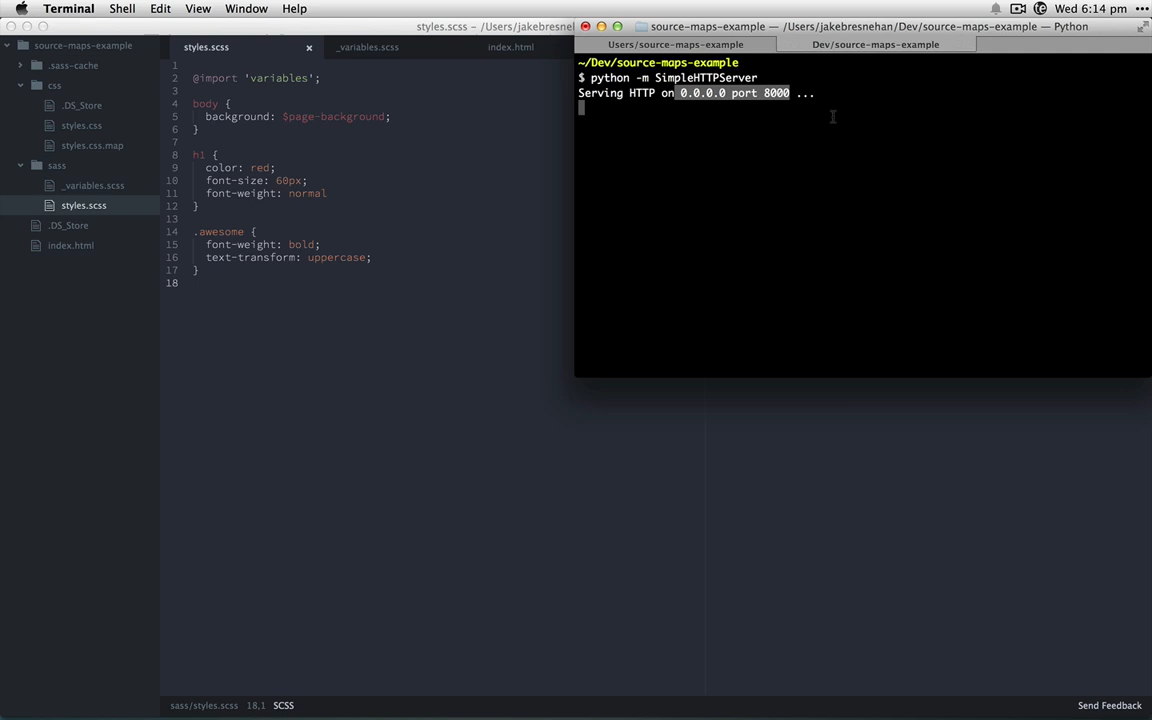 Terminal Shell Edit View Window Help Wed 6:14 pm
styles.scss – /Users/jakebresnehan/Dev/source-maps-example
source-maps-example
.sass-cache
css
.DS_Store
styles.css
styles.css.map
sass
_variables.scss
styles.scss
.DS_Store
index.html
styles.scss _variables.scss index.html
1
2 @import 'variables';
3
4 body {
5 background: $page-background;
6 }
7
8 h1 {
9 color: red;
10 font-size: 60px;
11 font-weight: normal
12 }
13
14 .awesome {
15 font-weight: bold;
16 text-transform: uppercase;
17 }
18
source-maps-example — /Users/jakebresnehan/Dev/source-maps-example — Python
Users/source-maps-example Dev/source-maps-example
~/Dev/source-maps-example
$ python -m SimpleHTTPServer
Serving HTTP on 0.0.0.0 port 8000 ...
sass/styles.scss 18,1 SCSS Send Feedback